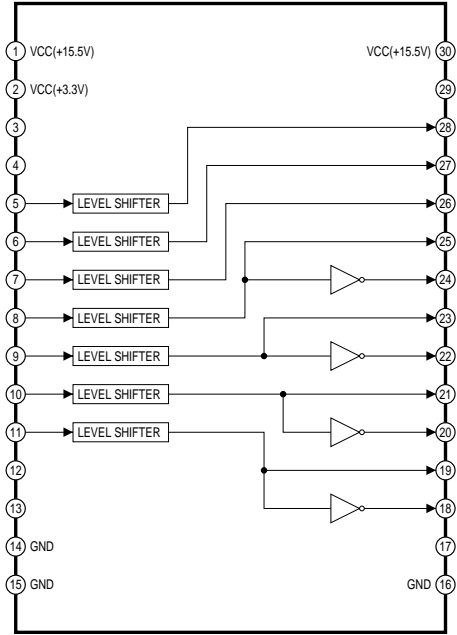 1 VCC(+15.5V) VCC(+15.5V) 30
2 VCC(+3.3V) 29
3 28
4 27
5 LEVEL SHIFTER 26
6 LEVEL SHIFTER 25
7 LEVEL SHIFTER 24
8 LEVEL SHIFTER 23
9 LEVEL SHIFTER 22
10 LEVEL SHIFTER 21
11 LEVEL SHIFTER 20
12 19
13 18
14 GND 17
15 GND GND 16